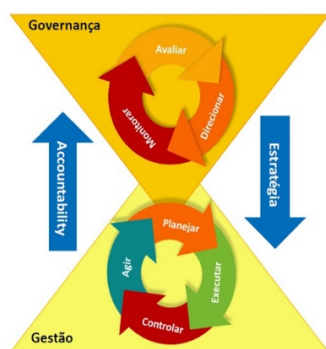 Governança
Avaliar
Direcionar
Monitorar
Accountability
Estratégia
Planejar
Executar
Controlar
Agir
Gestão